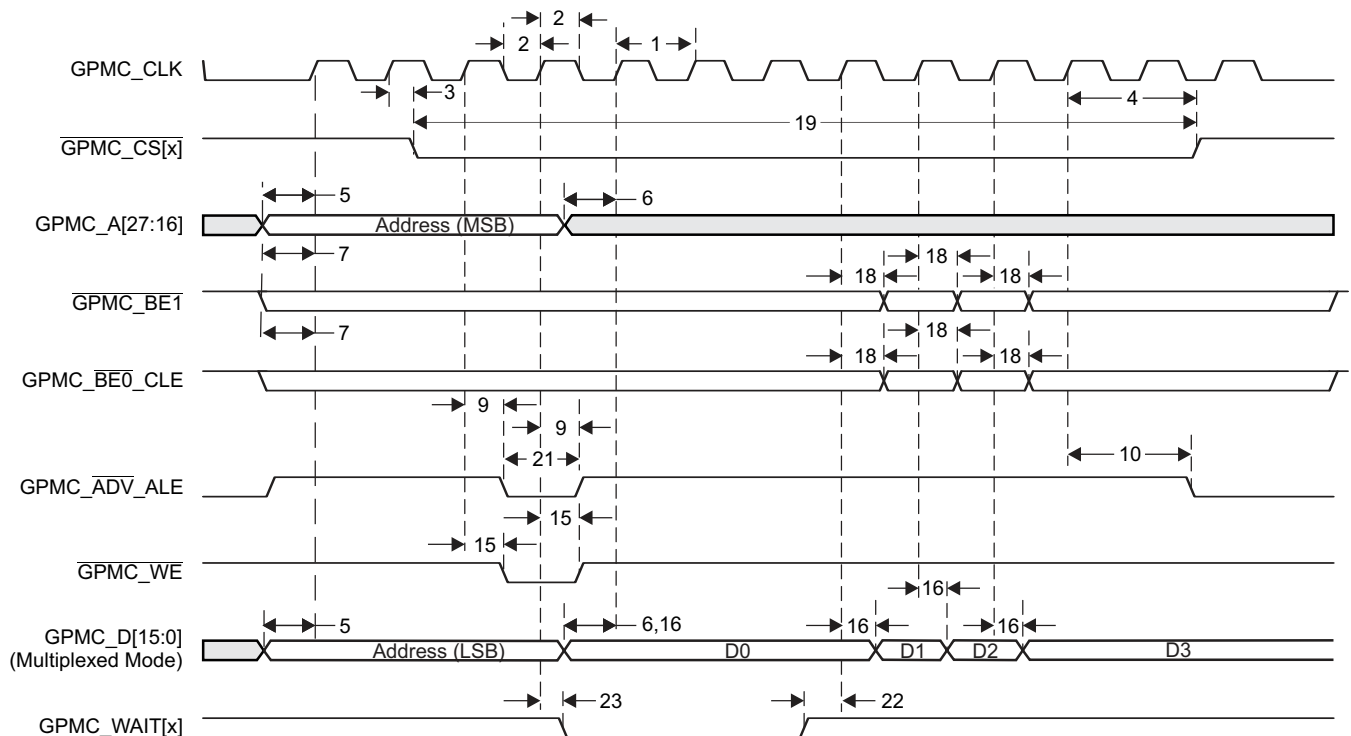 2
2
1
GPMC_CLK
3
4
19
GPMC_CS[x]
5
6
GPMC_A[27:16]
Address (MSB)
7
18
18
18
GPMC_BE1
7
18
18
18
GPMC_BE0_CLE
9
9
10
21
GPMC_ADV_ALE
15
15
GPMC_WE
16
5
6,16
16
16
GPMC_D[15:0]
(Multiplexed Mode)
Address (LSB)
D0
D1
D2
D3
23
22
GPMC_WAIT[x]